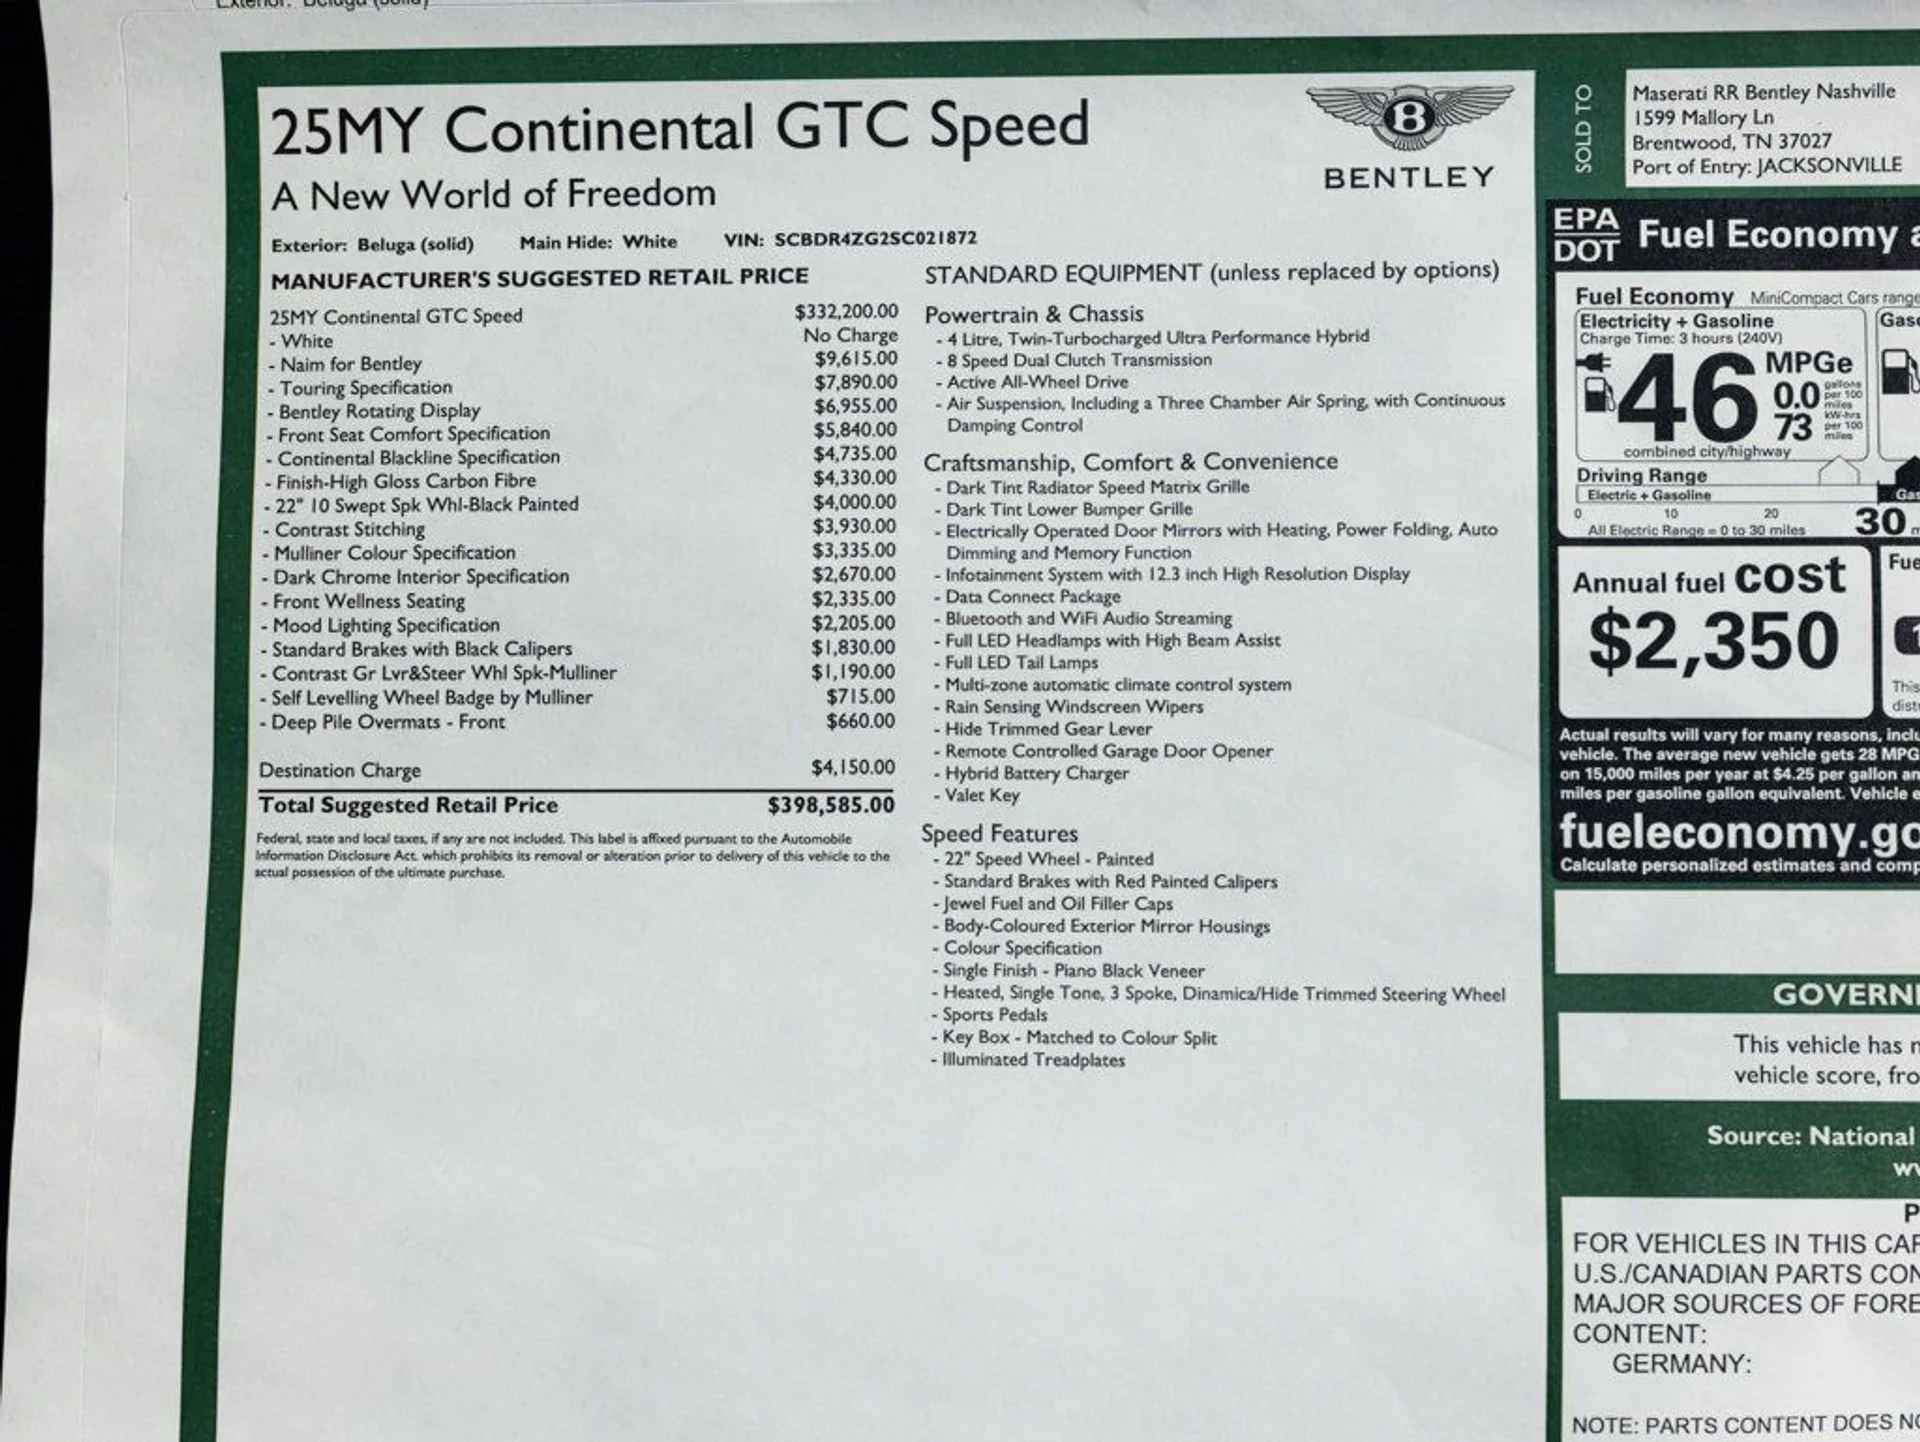 Exterior: Beluga (solid)
25MY Continental GTC Speed
A New World of Freedom
B
BENTLEY
Exterior: Beluga (solid) Main Hide: White VIN: SCBDR4ZG2SC021872
MANUFACTURER'S SUGGESTED RETAIL PRICE
25MY Continental GTC Speed $332,200.00
- White No Charge
- Naim for Bentley $9,615.00
- Touring Specification $7,890.00
- Bentley Rotating Display $6,955.00
- Front Seat Comfort Specification $5,840.00
- Continental Blackline Specification $4,735.00
- Finish-High Gloss Carbon Fibre $4,330.00
- 22" 10 Swept Spk Whl-Black Painted $4,000.00
- Contrast Stitching $3,930.00
- Mulliner Colour Specification $3,335.00
- Dark Chrome Interior Specification $2,670.00
- Front Wellness Seating $2,335.00
- Mood Lighting Specification $2,205.00
- Standard Brakes with Black Calipers $1,830.00
- Contrast Gr Lvr&Steer Whl Spk-Mulliner $1,190.00
- Self Levelling Wheel Badge by Mulliner $715.00
- Deep Pile Overmats - Front $660.00
Destination Charge $4,150.00
Total Suggested Retail Price $398,585.00
Federal, state and local taxes, if any are not included. This label is affixed pursuant to the Automobile
Information Disclosure Act. which prohibits its removal or alteration prior to delivery of this vehicle to the
actual possession of the ultimate purchase.
STANDARD EQUIPMENT (unless replaced by options)
Powertrain & Chassis
- 4 Litre, Twin-Turbocharged Ultra Performance Hybrid
- 8 Speed Dual Clutch Transmission
- Active All-Wheel Drive
- Air Suspension, Including a Three Chamber Air Spring, with Continuous
Damping Control
Craftsmanship, Comfort & Convenience
- Dark Tint Radiator Speed Matrix Grille
- Dark Tint Lower Bumper Grille
- Electrically Operated Door Mirrors with Heating, Power Folding, Auto
Dimming and Memory Function
- Infotainment System with 12.3 inch High Resolution Display
- Data Connect Package
- Bluetooth and WiFi Audio Streaming
- Full LED Headlamps with High Beam Assist
- Full LED Tail Lamps
- Multi-zone automatic climate control system
- Rain Sensing Windscreen Wipers
- Hide Trimmed Gear Lever
- Remote Controlled Garage Door Opener
- Hybrid Battery Charger
- Valet Key
Speed Features
- 22" Speed Wheel - Painted
- Standard Brakes with Red Painted Calipers
- Jewel Fuel and Oil Filler Caps
- Body-Coloured Exterior Mirror Housings
- Colour Specification
- Single Finish - Piano Black Veneer
- Heated, Single Tone, 3 Spoke, Dinamica/Hide Trimmed Steering Wheel
- Sports Pedals
- Key Box - Matched to Colour Split
- Illuminated Treadplates
SOLD TO
Maserati RR Bentley Nashville
1599 Mallory Ln
Brentwood, TN 37027
Port of Entry: JACKSONVILLE
EPA
DOT
Fuel Economy
Fuel Economy MiniCompact Cars range
Electricity + Gasoline
Charge Time: 3 hours (240V)
46 MPGe
0.0 gallons per 100 miles
73 kW-hrs per 100 miles
combined city/highway
Driving Range
Electric + Gasoline
0 10 20
All Electric Range = 0 to 30 miles
30
Annual fuel cost
$2,350
This
Actual results will vary for many reasons,
vehicle. The average new vehicle gets 28 MPG
on 15,000 miles per year at $4.25 per gallon
miles per gasoline gallon equivalent. Vehicle
fueleconomy.go
Calculate personalized estimates and
GOVERN
This vehicle has
vehicle score,
Source: National
FOR VEHICLES IN THIS
U.S./CANADIAN PARTS
MAJOR SOURCES OF
CONTENT:
GERMANY:
NOTE: PARTS CONTENT DOES